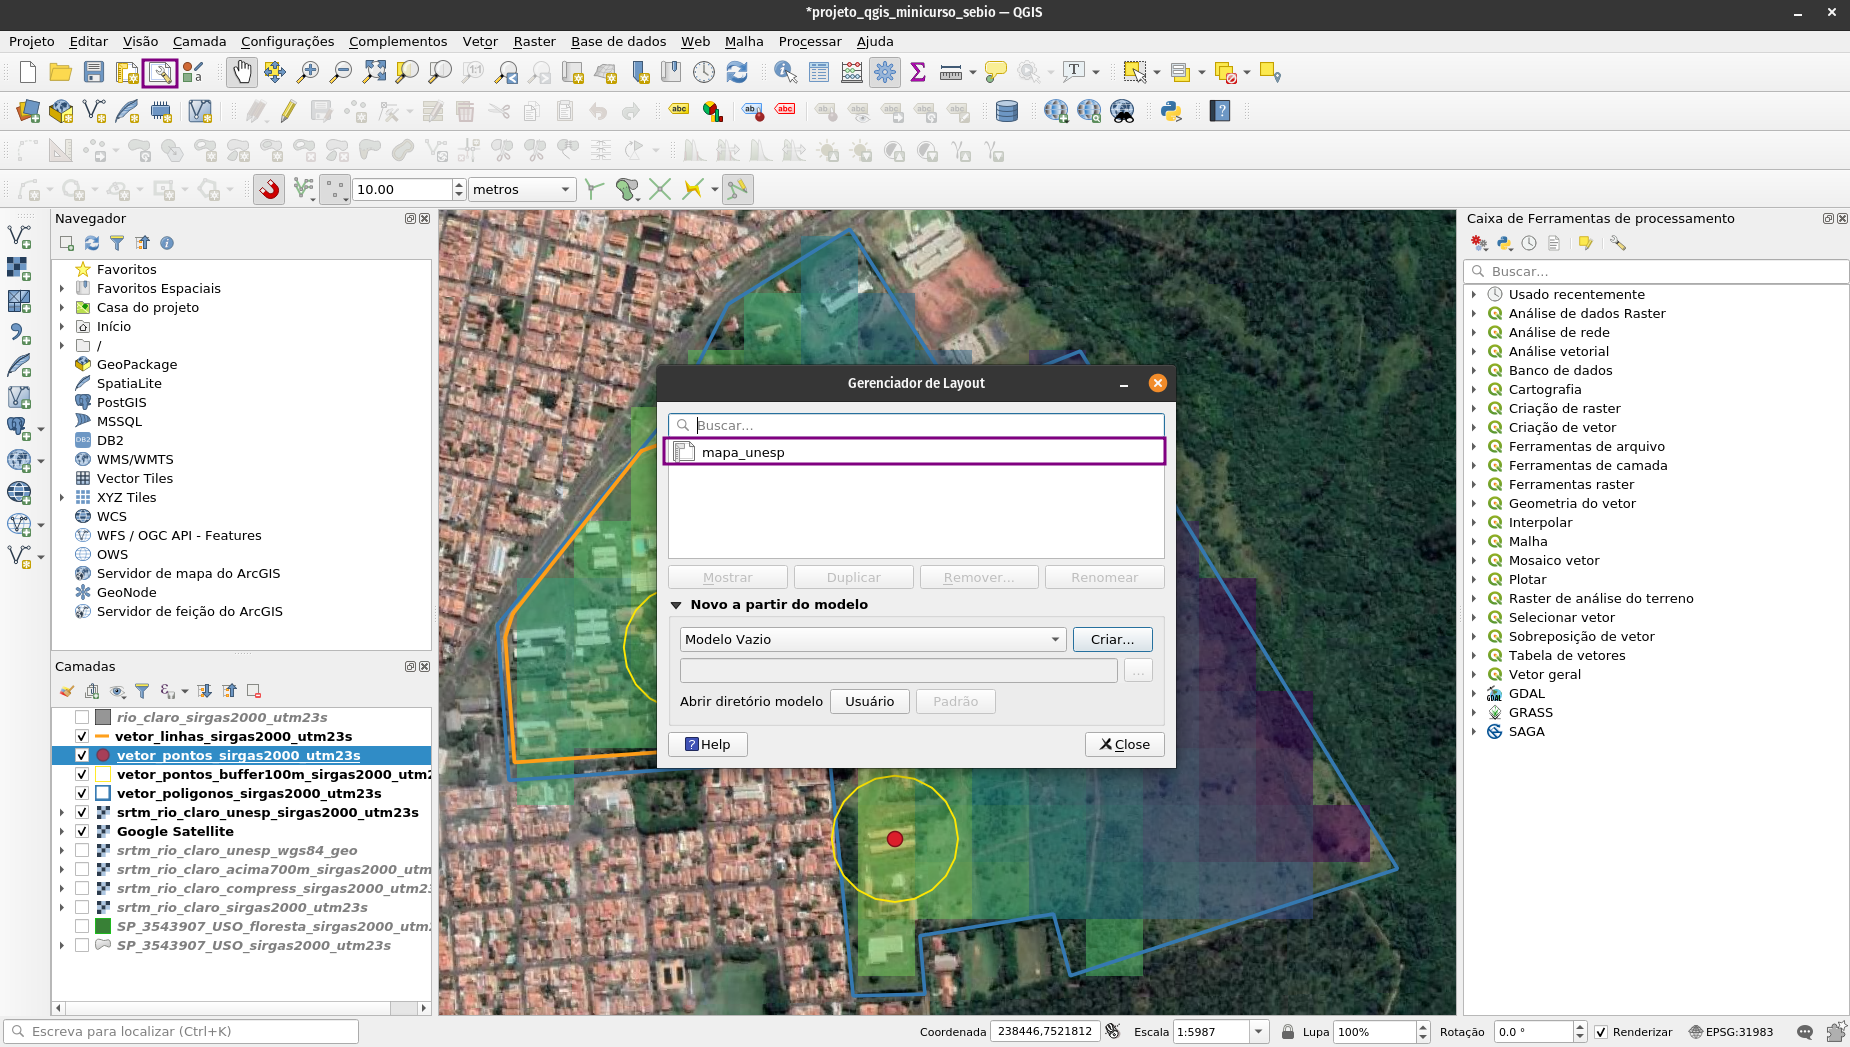 *projeto_qgis_minicurso_sebio — QGIS
Projeto Editar Visão Camada Configurações Complementos Vetor Raster Base de dados Web Malha Processar Ajuda
10.00 metros
Navegador
Favoritos
Favoritos Espaciais
Casa do projeto
Início
/
GeoPackage
SpatiaLite
PostGIS
MSSQL
DB2
WMS/WMTS
Vector Tiles
XYZ Tiles
WCS
WFS / OGC API - Features
OWS
Servidor de mapa do ArcGIS
GeoNode
Servidor de feição do ArcGIS
Camadas
rio_claro_sirgas2000_utm23s
vetor_linhas_sirgas2000_utm23s
vetor_pontos_sirgas2000_utm23s
vetor_pontos_buffer100m_sirgas2000_utm2
vetor_poligonos_sirgas2000_utm23s
srtm_rio_claro_unesp_sirgas2000_utm23s
Google Satellite
srtm_rio_claro_unesp_wgs84_geo
srtm_rio_claro_acima700m_sirgas2000_utm
srtm_rio_claro_compress_sirgas2000_utm2
srtm_rio_claro_sirgas2000_utm23s
SP_3543907_USO_floresta_sirgas2000_utm
SP_3543907_USO_sirgas2000_utm23s
Gerenciador de Layout
Buscar...
mapa_unesp
Mostrar Duplicar Remover... Renomear
Novo a partir do modelo
Modelo Vazio Criar...
...
Abrir diretório modelo Usuário Padrão
Help Close
Caixa de Ferramentas de processamento
Buscar...
Usado recentemente
Análise de dados Raster
Análise de rede
Análise vetorial
Banco de dados
Cartografia
Criação de raster
Criação de vetor
Ferramentas de arquivo
Ferramentas de camada
Ferramentas raster
Geometria do vetor
Interpolar
Malha
Mosaico vetor
Plotar
Raster de análise do terreno
Selecionar vetor
Sobreposição de vetor
Tabela de vetores
Vetor geral
GDAL
GRASS
SAGA
Escreva para localizar (Ctrl+K) Coordenada 238446,7521812 Escala 1:5987 Lupa 100% Rotação 0.0 ° Renderizar EPSG:31983